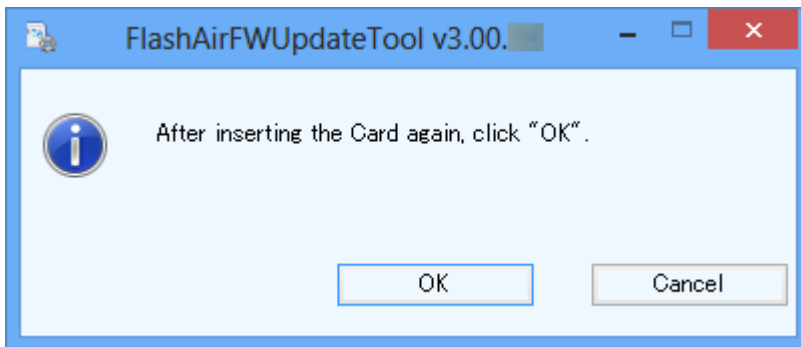 FlashAirFWUpdateTool v3.00.
After inserting the Card again, click "OK".
OK
Cancel